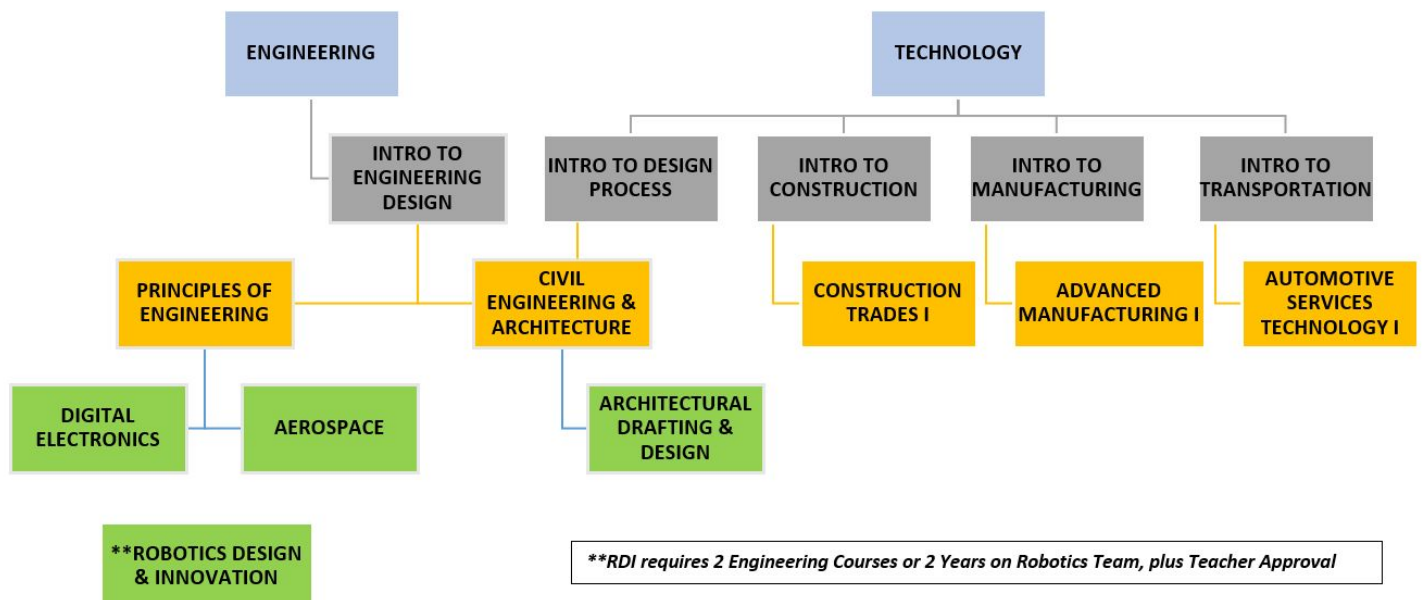 ENGINEERING
TECHNOLOGY
INTRO TO
ENGINEERING
DESIGN
INTRO TO DESIGN
PROCESS
INTRO TO
CONSTRUCTION
INTRO TO
MANUFACTURING
INTRO TO
TRANSPORTATION
PRINCIPLES OF
ENGINEERING
CIVIL
ENGINEERING &
ARCHITECTURE
CONSTRUCTION
TRADES I
ADVANCED
MANUFACTURING I
AUTOMOTIVE
SERVICES
TECHNOLOGY I
DIGITAL
ELECTRONICS
AEROSPACE
ARCHITECTURAL
DRAFTING &
DESIGN
**ROBOTICS DESIGN
& INNOVATION
**RDI requires 2 Engineering Courses or 2 Years on Robotics Team, plus Teacher Approval